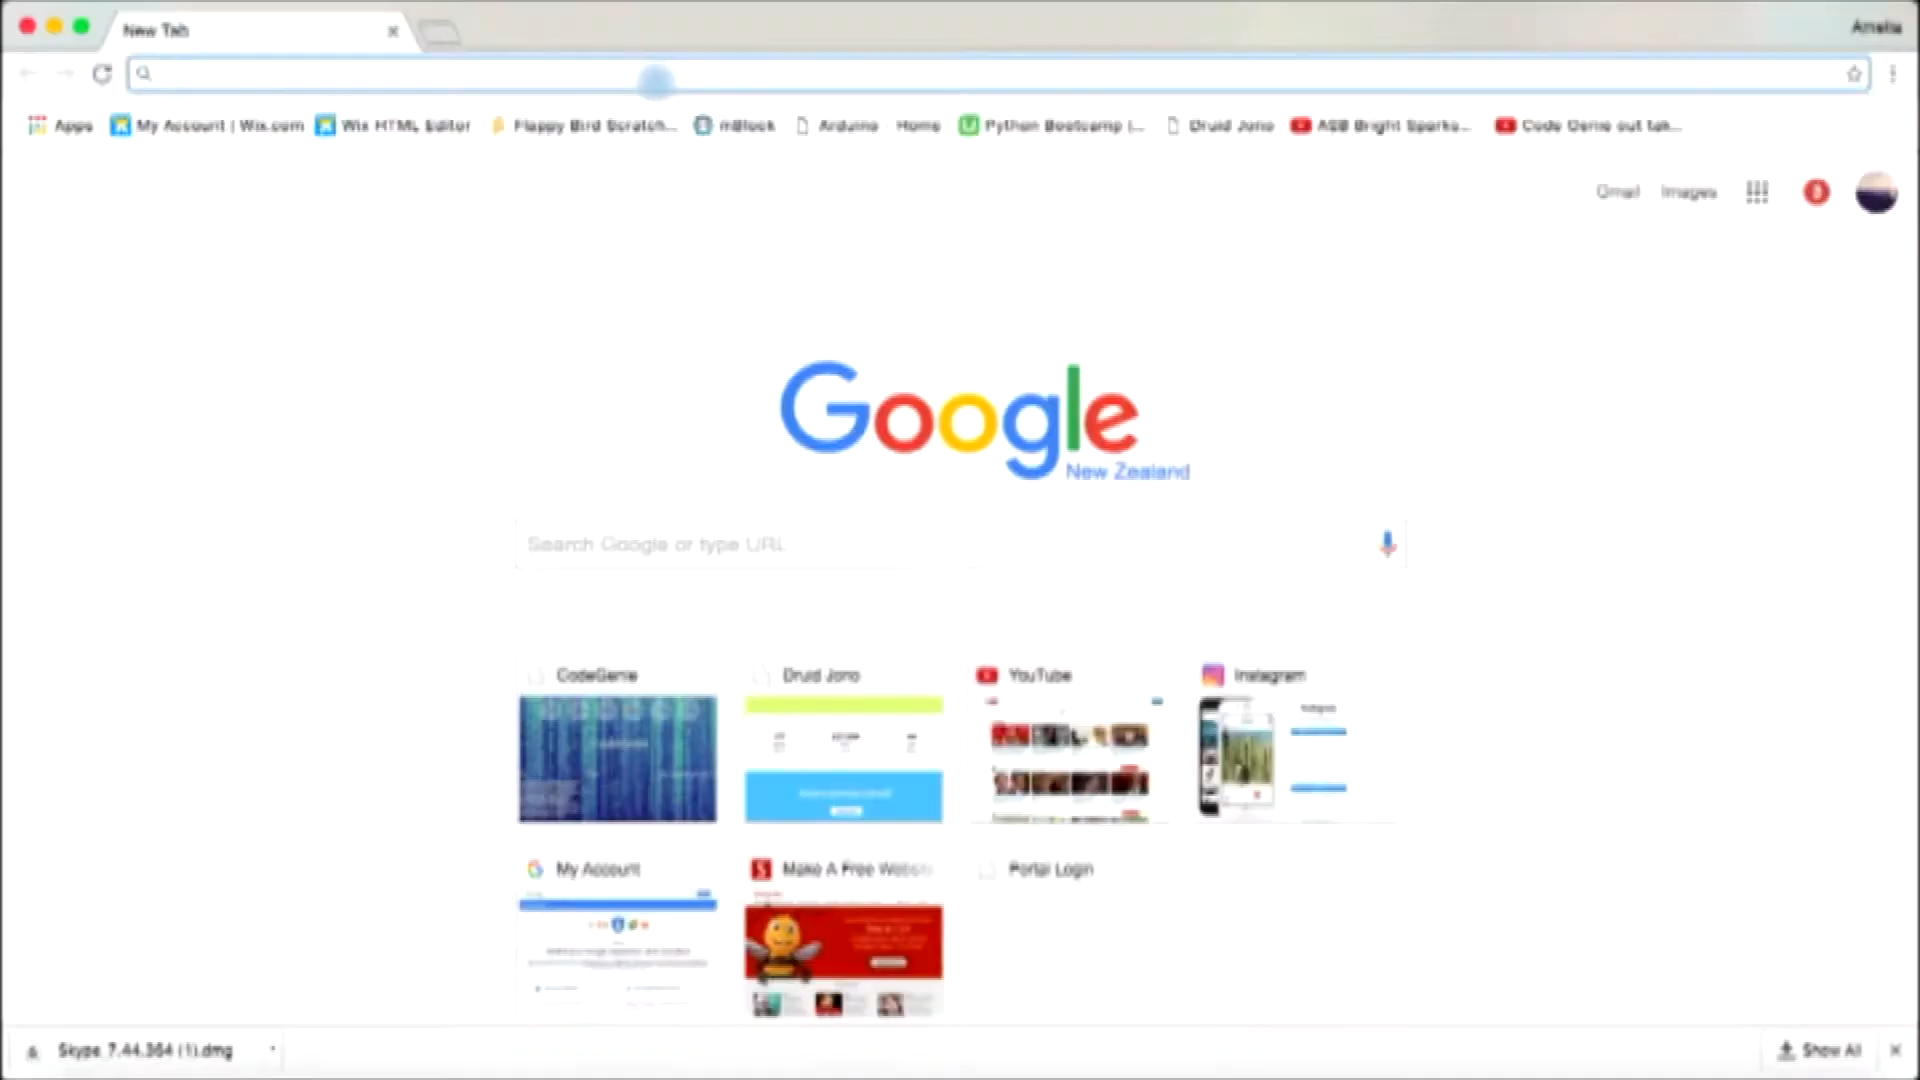 New Tab
Amelia
Apps My Account | Wix.com Wix HTML Editor Flappy Bird Scratch... mBlock Arduino Home Python Bootcamp |... Druid Jono ASB Bright Sparks... Code Genie out tak...
Gmail Images
Google
New Zealand
Search Google or type URL
CodeGenie Druid Jono YouTube Instagram
My Account Make A Free Websit Portal Login
Skype 7.44.364 (1).dmg
Show All